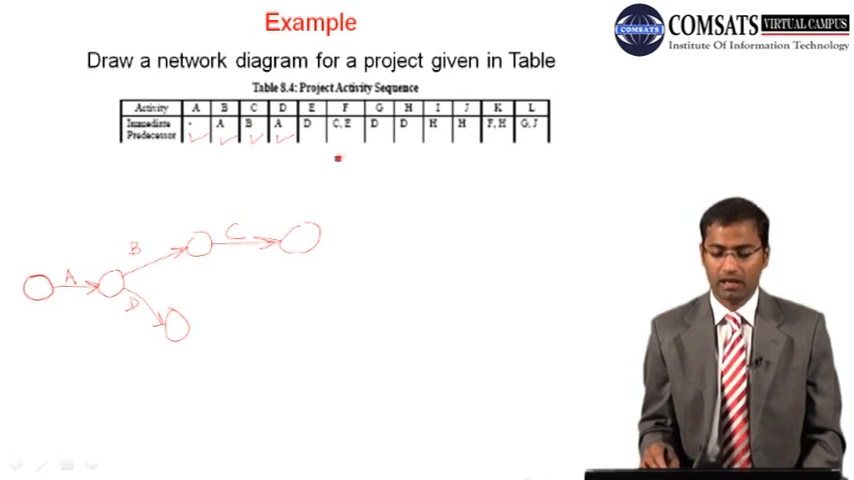 Example
COMSATS VIRTUAL CAMPUS
COMSATS
Institute Of Information Technology
Draw a network diagram for a project given in Table
Table 8.4: Project Activity Sequence
Activity A B C D E F G H I J K L
Immediate Predecessor - A B A D C, E D D H H F, H G, J
B
C
A
D